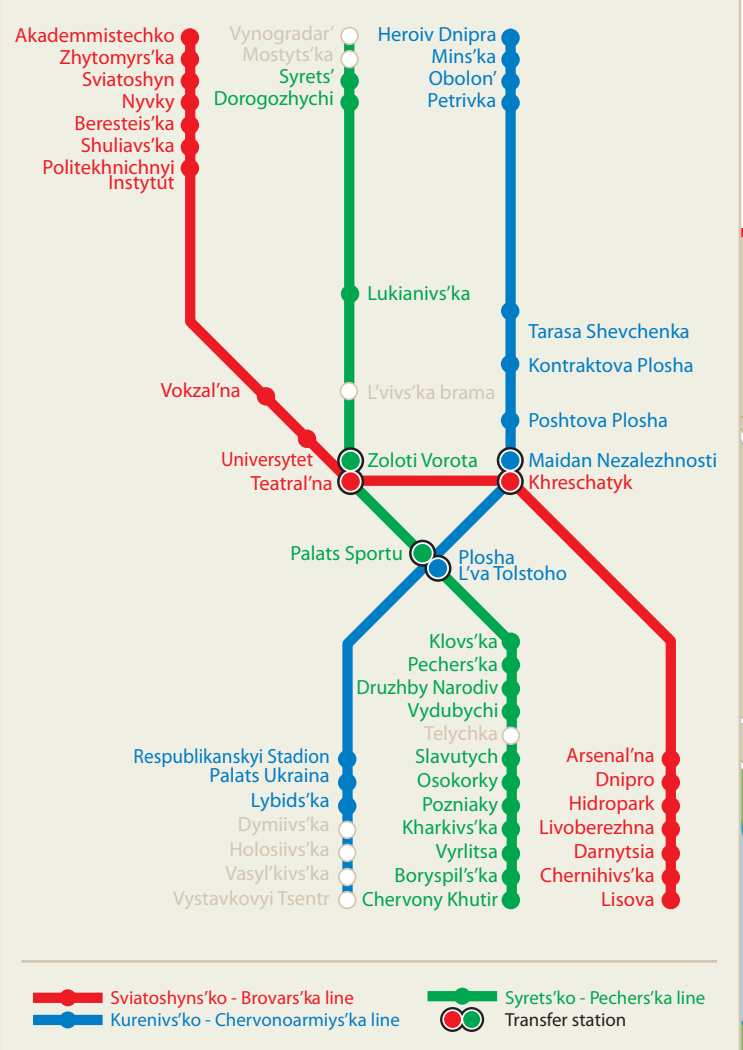 Akademmistechko
Zhytomyrs'ka
Sviatoshyn
Nyvky
Beresteis'ka
Shuliavs'ka
Politekhnichnyi
Instytut
Vynogradar'
Mostyts'ka
Syrets'
Dorogozhychi
Heroiv Dnipra
Mins'ka
Obolon'
Petrivka
Lukianivs'ka
Tarasa Shevchenka
Kontraktova Plosha
Vokzal'na
L'vivs'ka brama
Poshtova Plosha
Universytet
Zoloti Vorota
Maidan Nezalezhnosti
Teatral'na
Khreschatyk
Palats Sportu
Plosha
L'va Tolstoho
Klovs'ka
Pechers'ka
Druzhby Narodiv
Vydubychi
Telychka
Slavutych
Osokorky
Pozniaky
Kharkivs'ka
Vyrlitsa
Boryspil's'ka
Chervony Khutir
Respublikanskyi Stadion
Palats Ukraina
Lybids'ka
Dymiivs'ka
Holosiivs'ka
Vasyl'kivs'ka
Vystavkovyi Tsentr
Arsenal'na
Dnipro
Hidropark
Livoberezhna
Darnytsia
Chernihivs'ka
Lisova
Sviatoshyns'ko - Brovars'ka line
Kurenivs'ko - Chervonoarmiys'ka line
Syrets'ko - Pechers'ka line
Transfer station